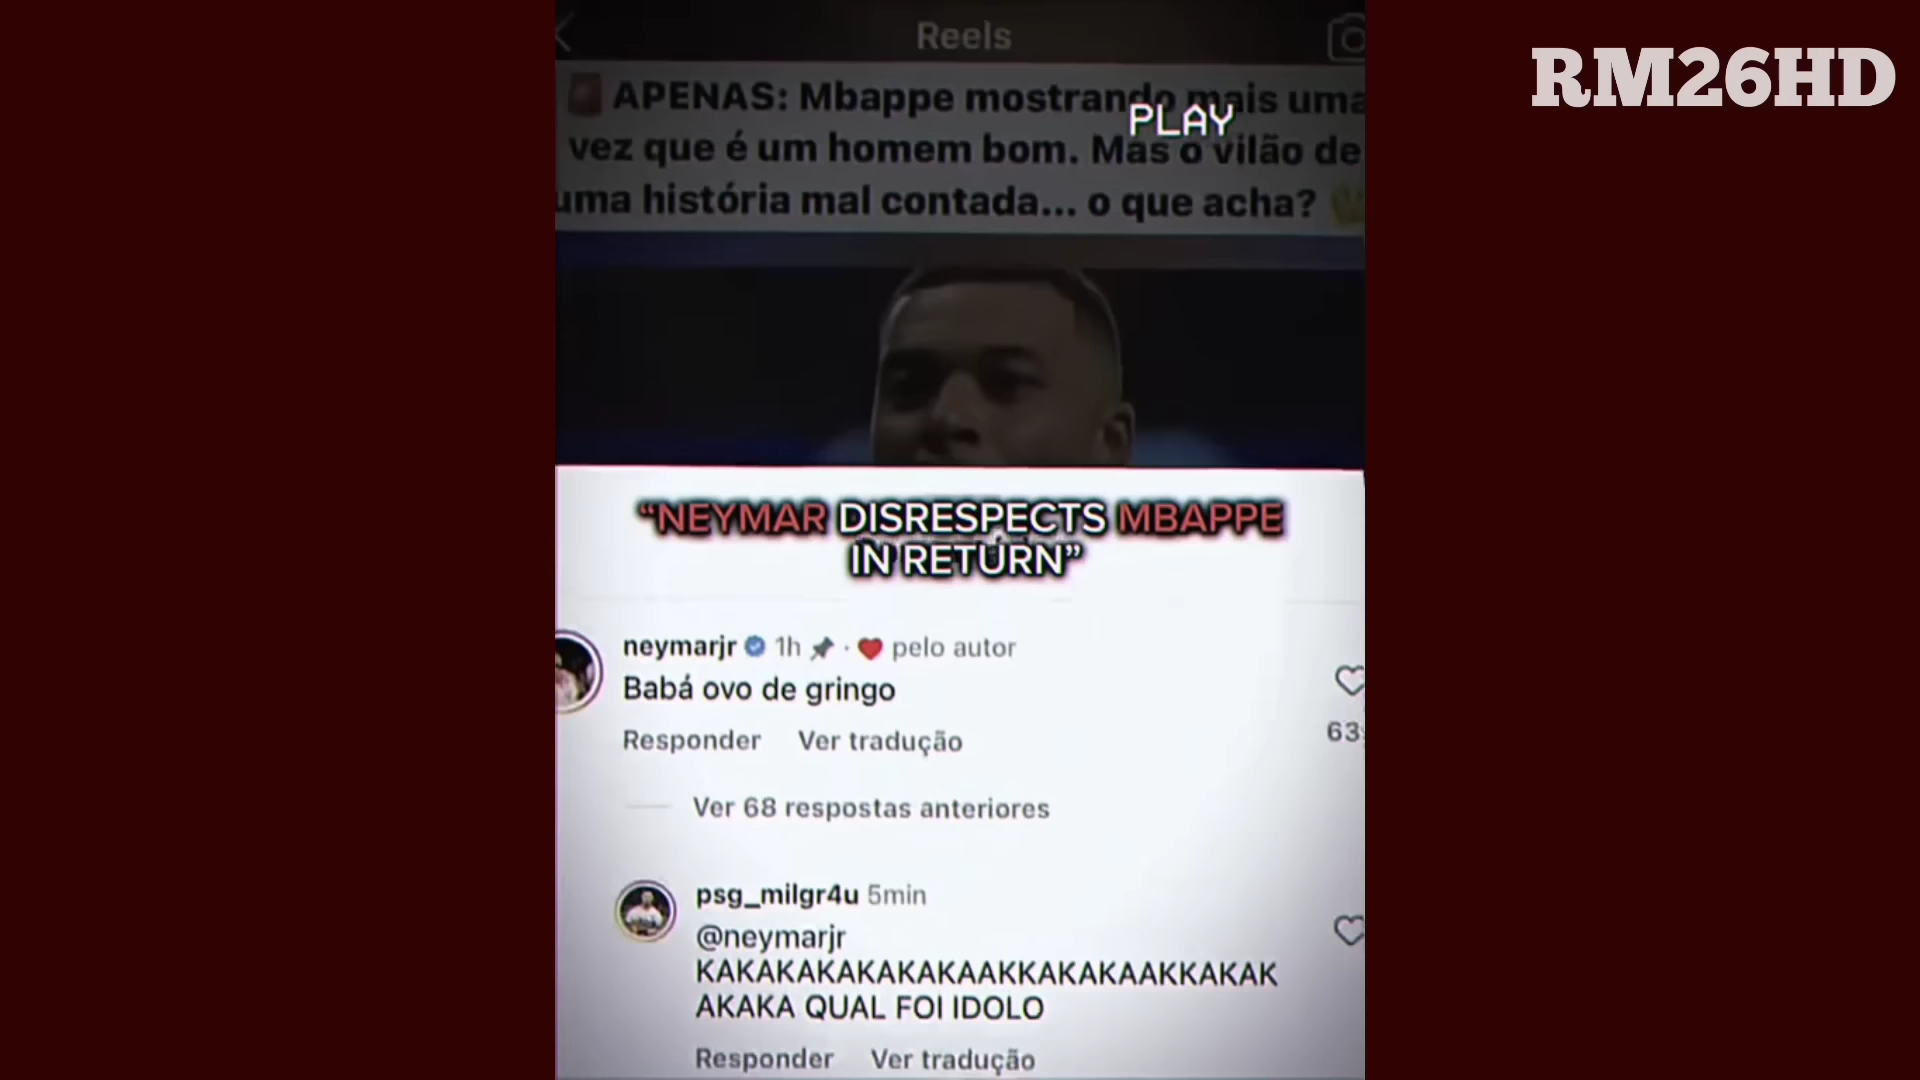 Reels
RM26HD
APENAS: Mbappe mostrando mais uma
PLAY
vez que é um homem bom. Mas o vilão de
uma história mal contada... o que acha?
“NEYMAR DISRESPECTS MBAPPE
IN RETURN”
neymarjr 1h · pelo autor
Babá ovo de gringo
63
Responder Ver tradução
Ver 68 respostas anteriores
psg_milgr4u 5min
@neymarjr
KAKAKAKAKAKAKAAKKAKAKAAKKAKAK
AKAKA QUAL FOI IDOLO
Responder Ver tradução